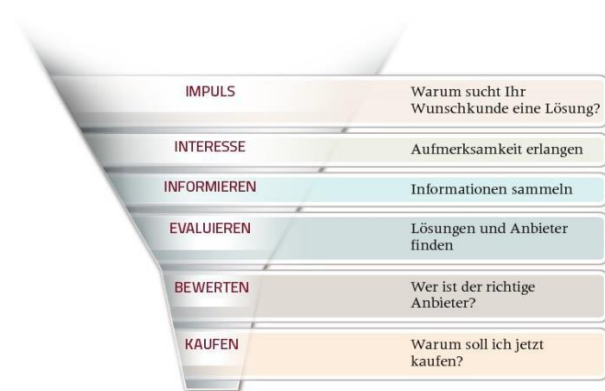 IMPULS
Warum sucht Ihr
Wunschkunde eine Lösung?
INTERESSE
Aufmerksamkeit erlangen
INFORMIEREN
Informationen sammeln
EVALUIEREN
Lösungen und Anbieter
finden
BEWERTEN
Wer ist der richtige
Anbieter?
KAUFEN
Warum soll ich jetzt
kaufen?